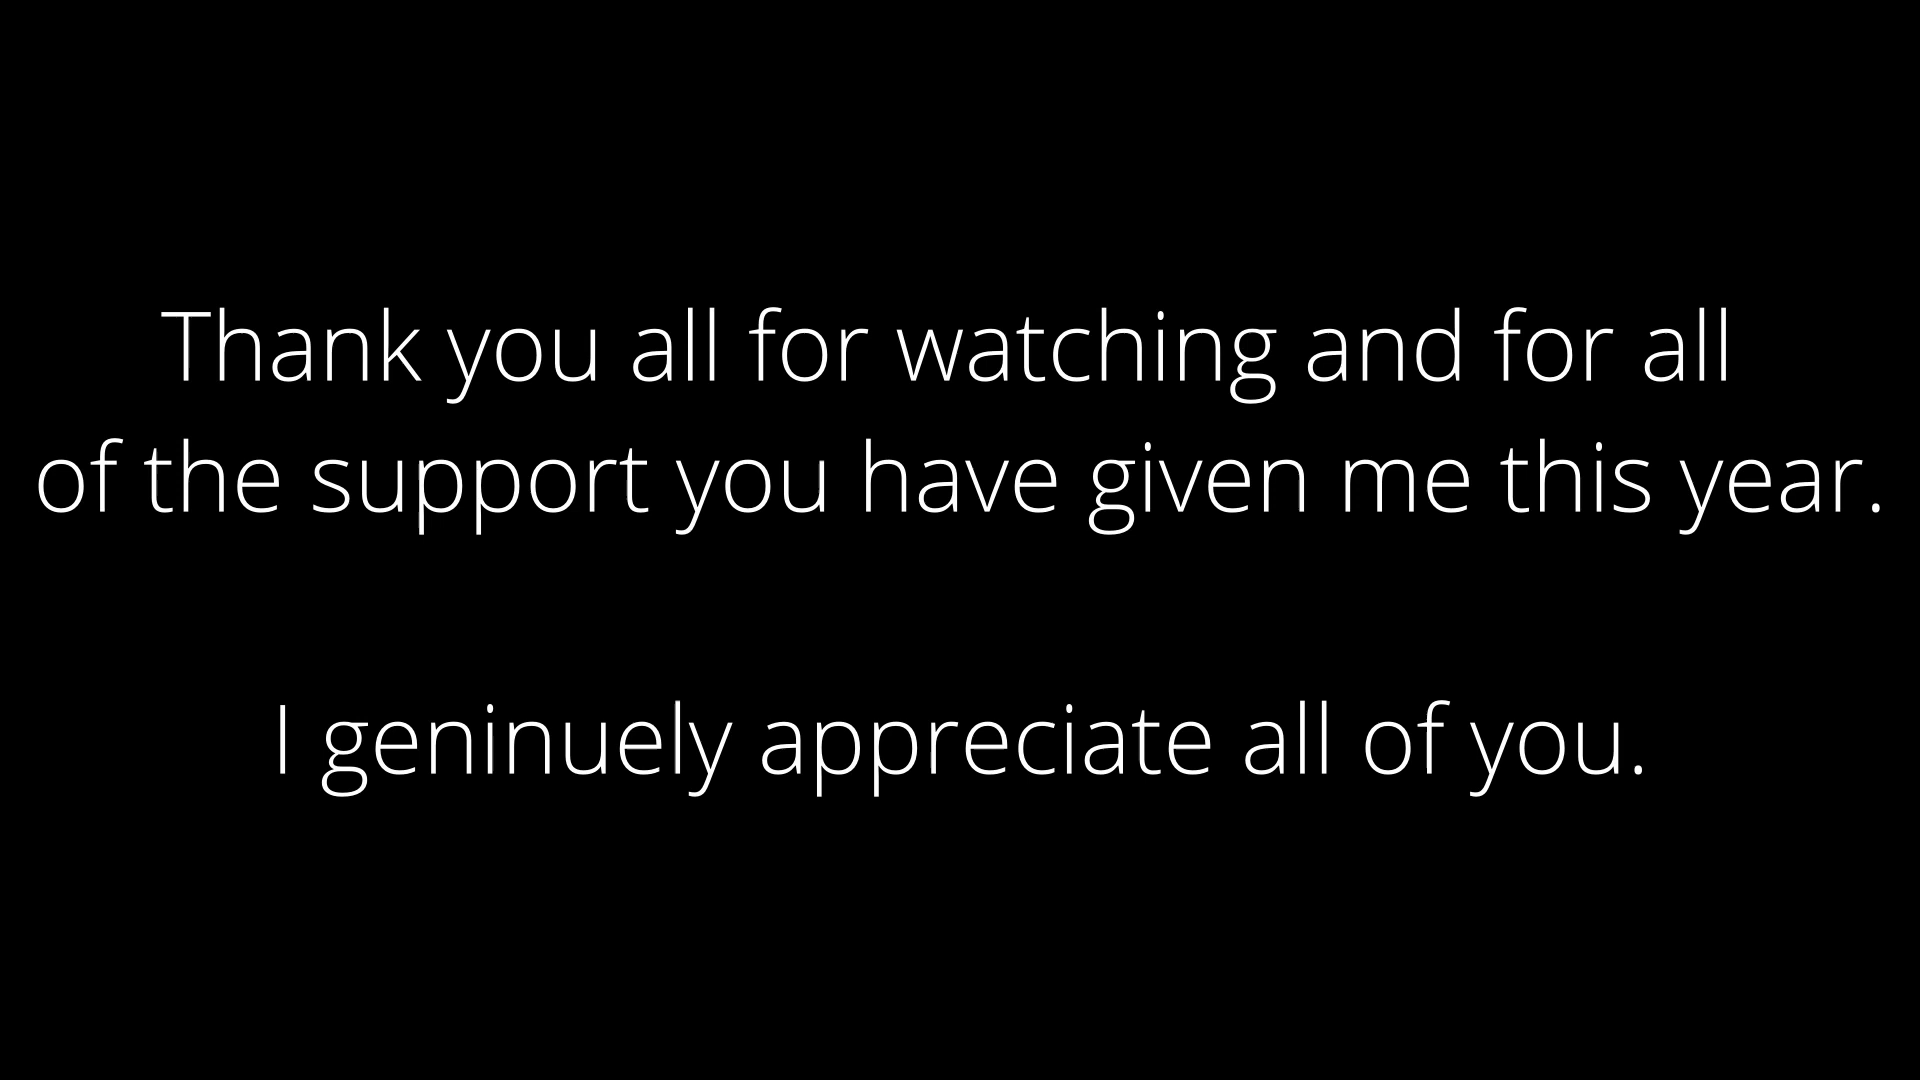 Thank you all for watching and for all
of the support you have given me this year.
I geninuely appreciate all of you.